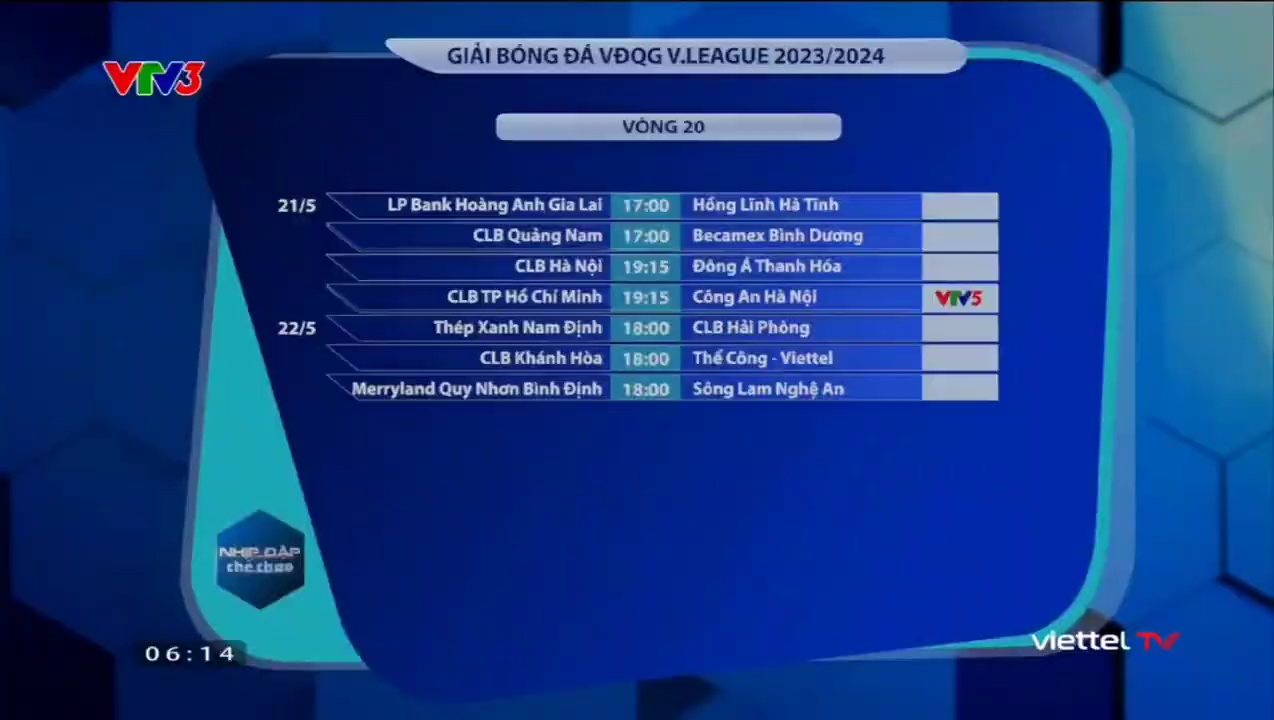 VTV3
GIẢI BÓNG ĐÁ VĐQG V.LEAGUE 2023/2024
VÒNG 20
21/5 LP Bank Hoàng Anh Gia Lai 17:00 Hồng Lĩnh Hà Tĩnh
CLB Quảng Nam 17:00 Becamex Bình Dương
CLB Hà Nội 19:15 Đông Á Thanh Hóa
CLB TP Hồ Chí Minh 19:15 Công An Hà Nội VTV5
22/5 Thép Xanh Nam Định 18:00 CLB Hải Phòng
CLB Khánh Hòa 18:00 Thể Công - Viettel
Merryland Quy Nhơn Bình Định 18:00 Sông Lam Nghệ An
NHỊP ĐẬP
thể thao
06:14
viettel TV